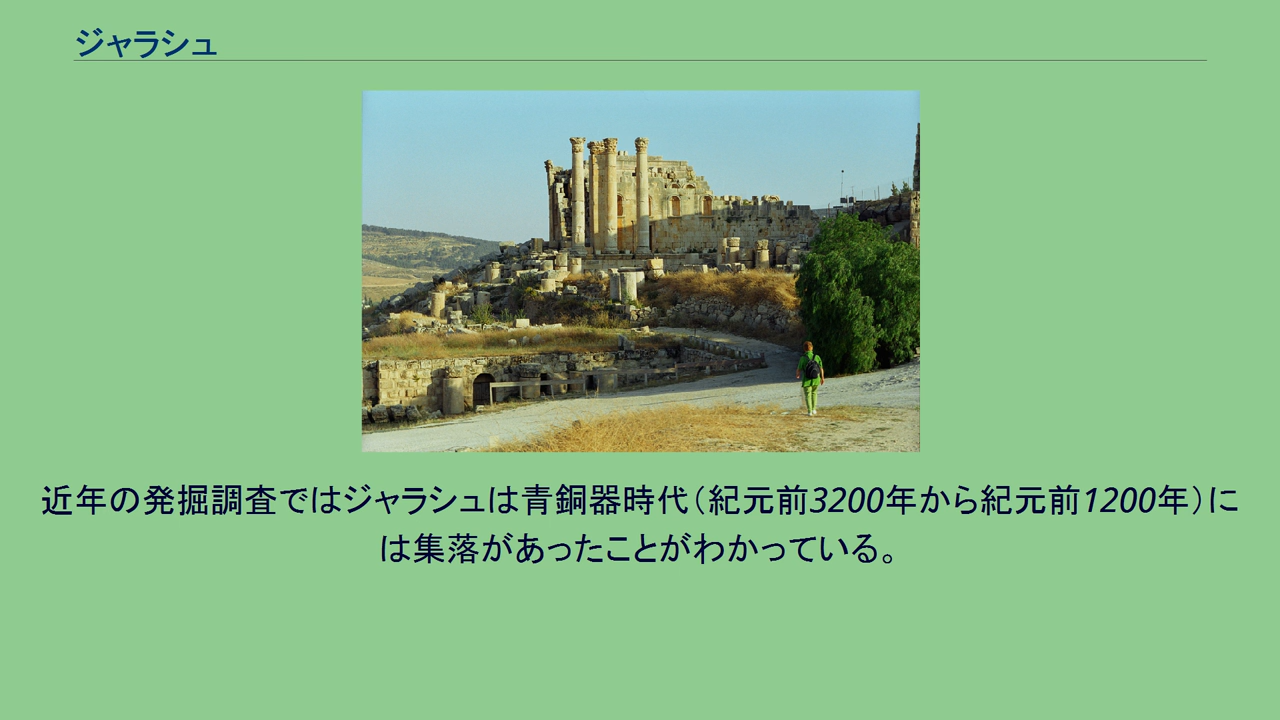 ジャラシュ
近年の発掘調査ではジャラシュは青銅器時代（紀元前3200年から紀元前1200年）に
は集落があったことがわかっている。